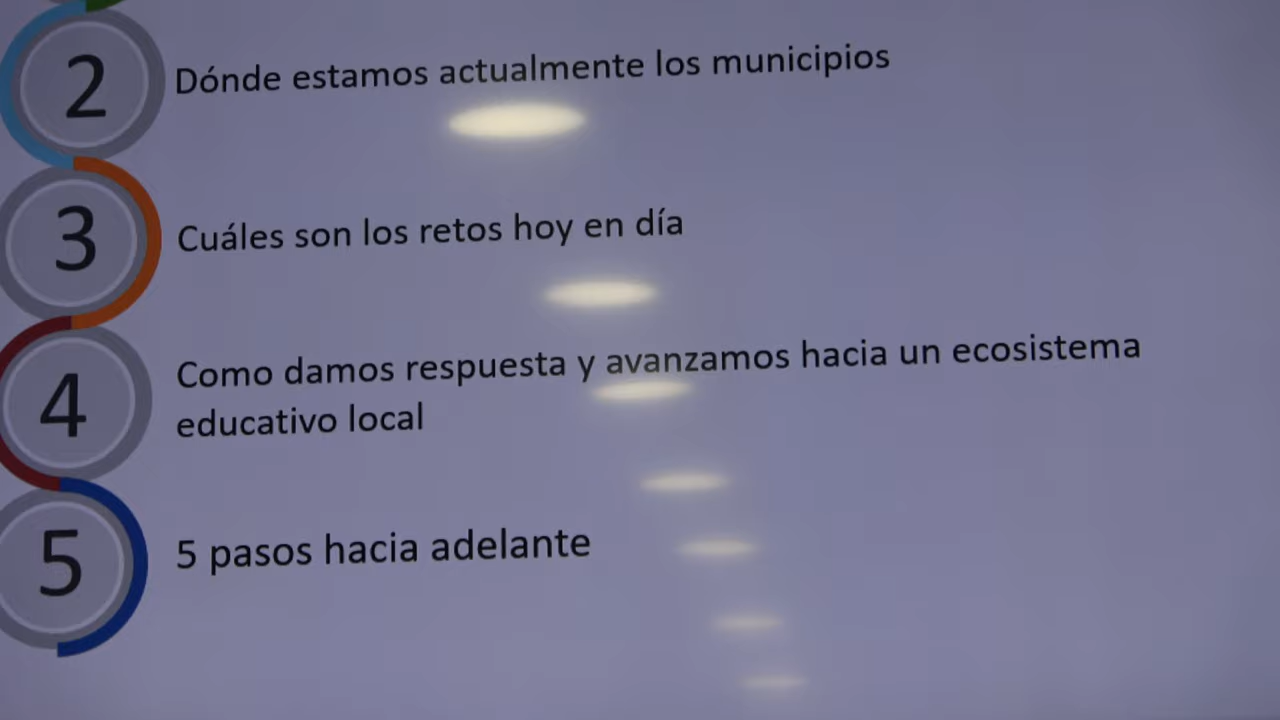 2 Dónde estamos actualmente los municipios
3 Cuáles son los retos hoy en día
4 Como damos respuesta y avanzamos hacia un ecosistema
educativo local
5 5 pasos hacia adelante